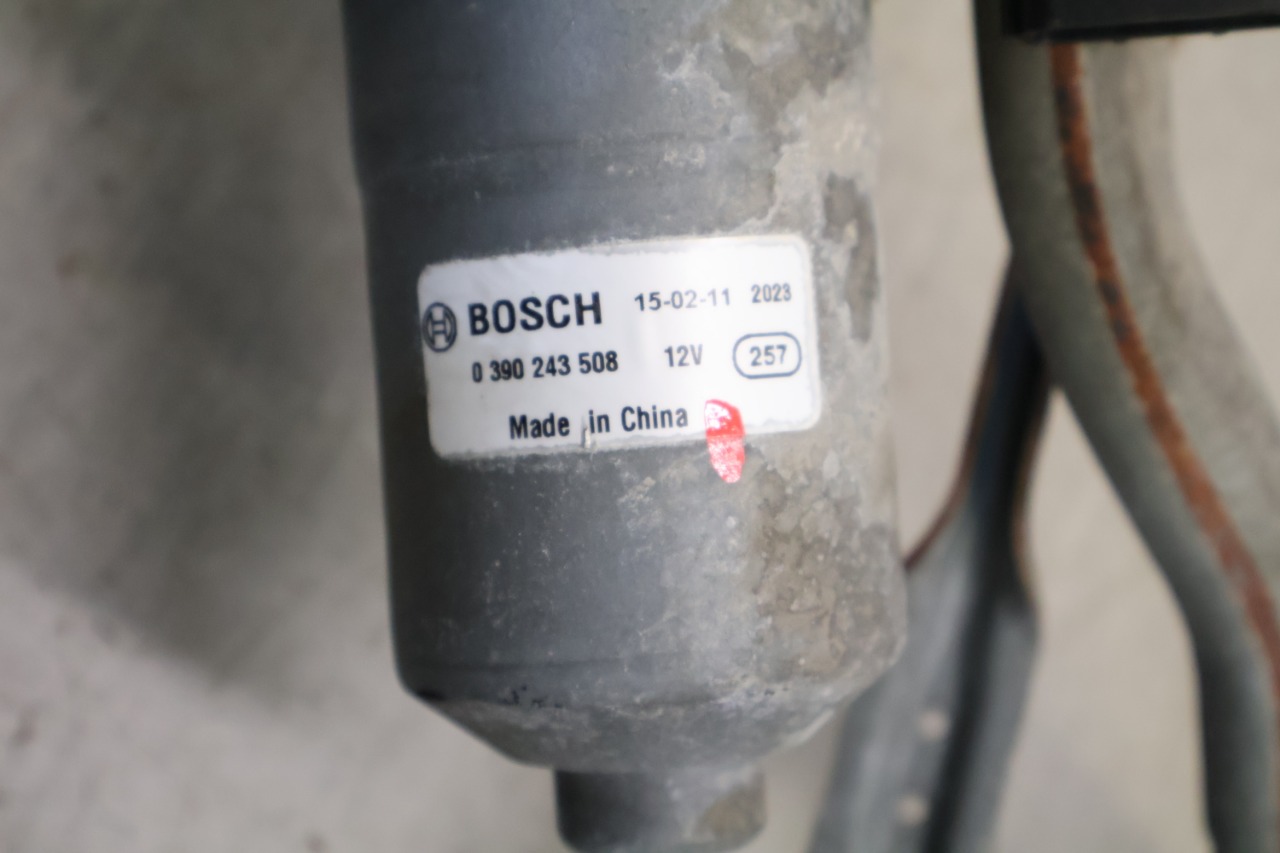 BOSCH 15-02-11 2023
0 390 243 508 12V 257
Made in China